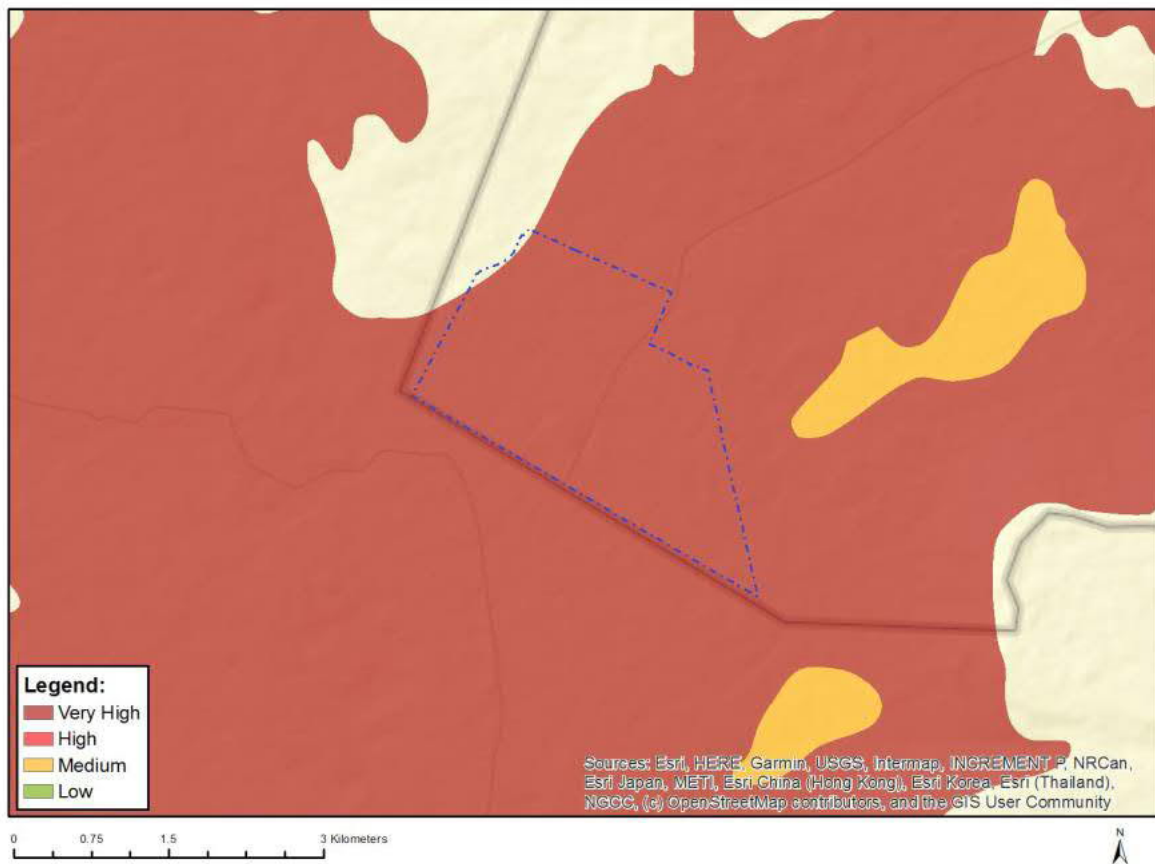 Legend:
Very High
High
Medium
Low
Sources: Esri, HERE, Garmin, USGS, Intermap, INCREMENT P, NRCan,
Esri Japan, METI, Esri China (Hong Kong), Esri Korea, Esri (Thailand),
NGCC, (c) OpenStreetMap contributors, and the GIS User Community
0 0.75 1.5 3 Kilometers
N